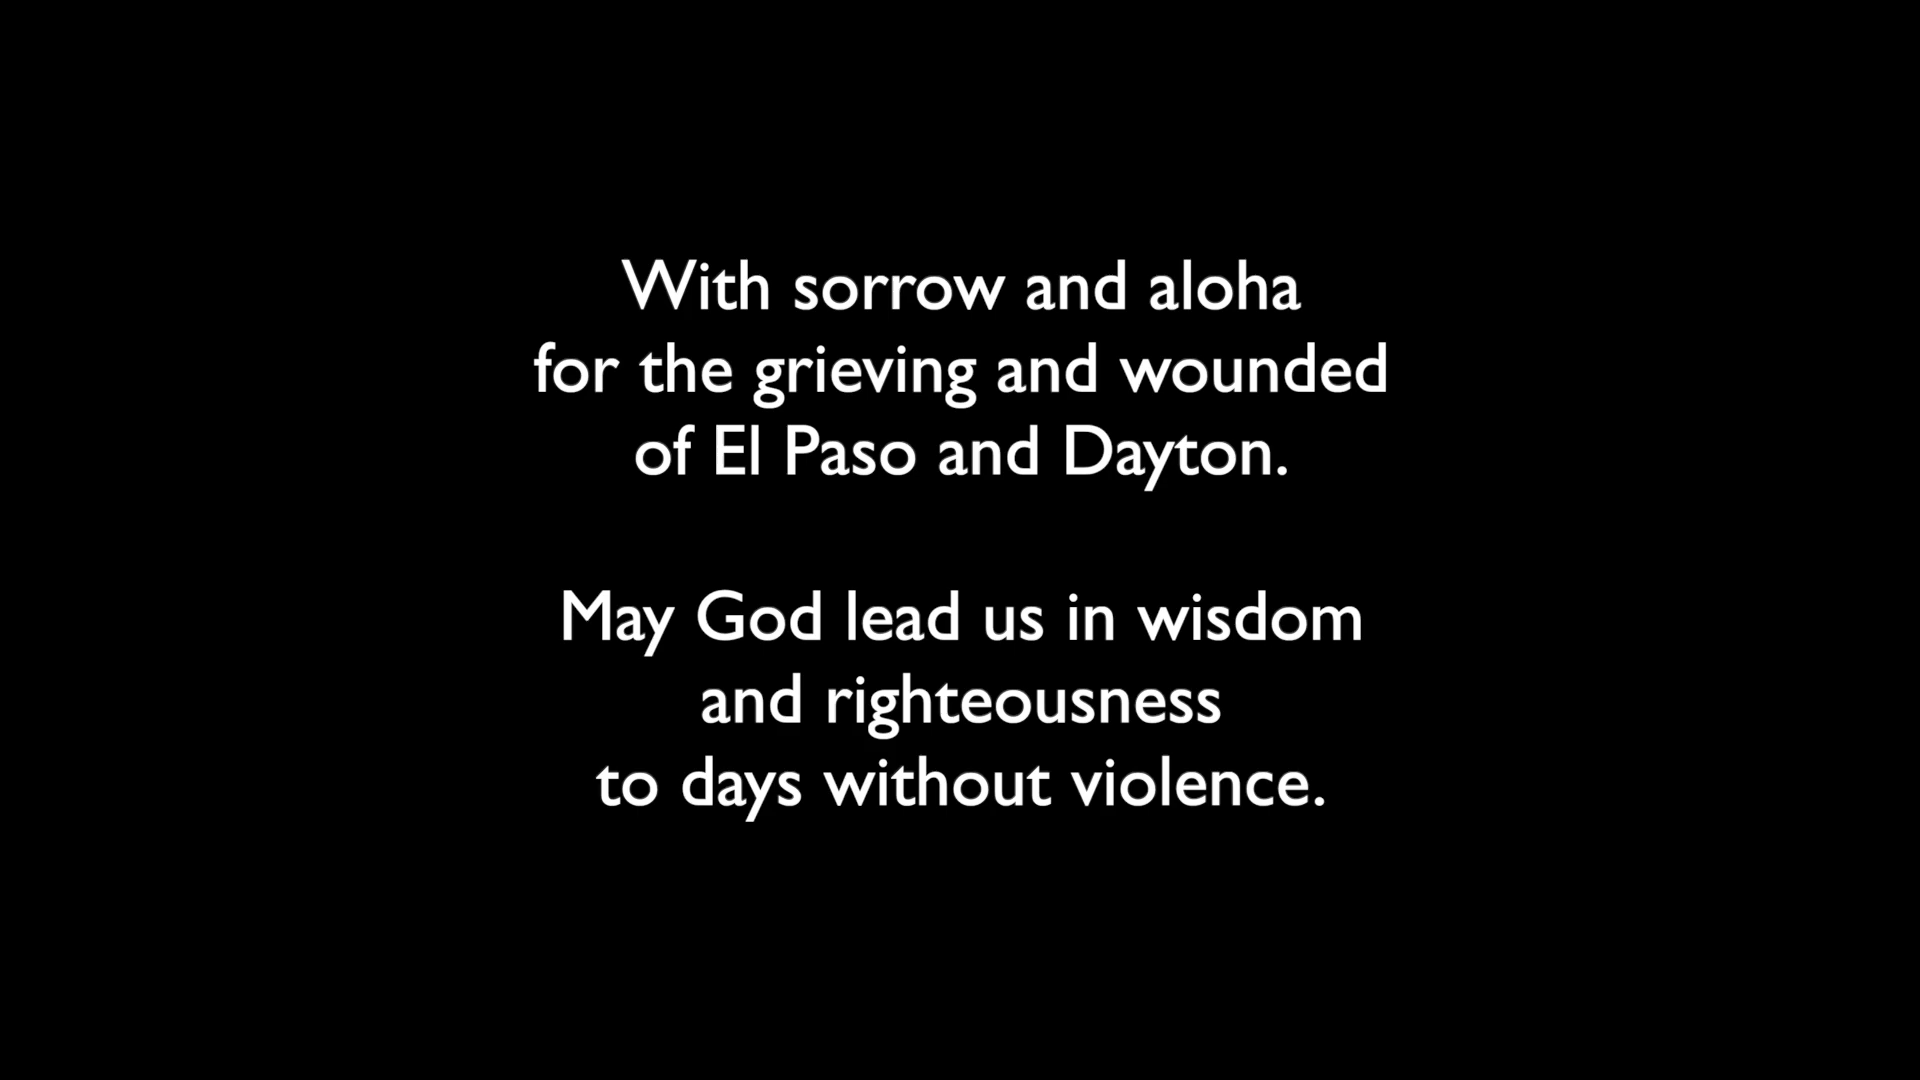 With sorrow and aloha
for the grieving and wounded
of El Paso and Dayton.
May God lead us in wisdom
and righteousness
to days without violence.